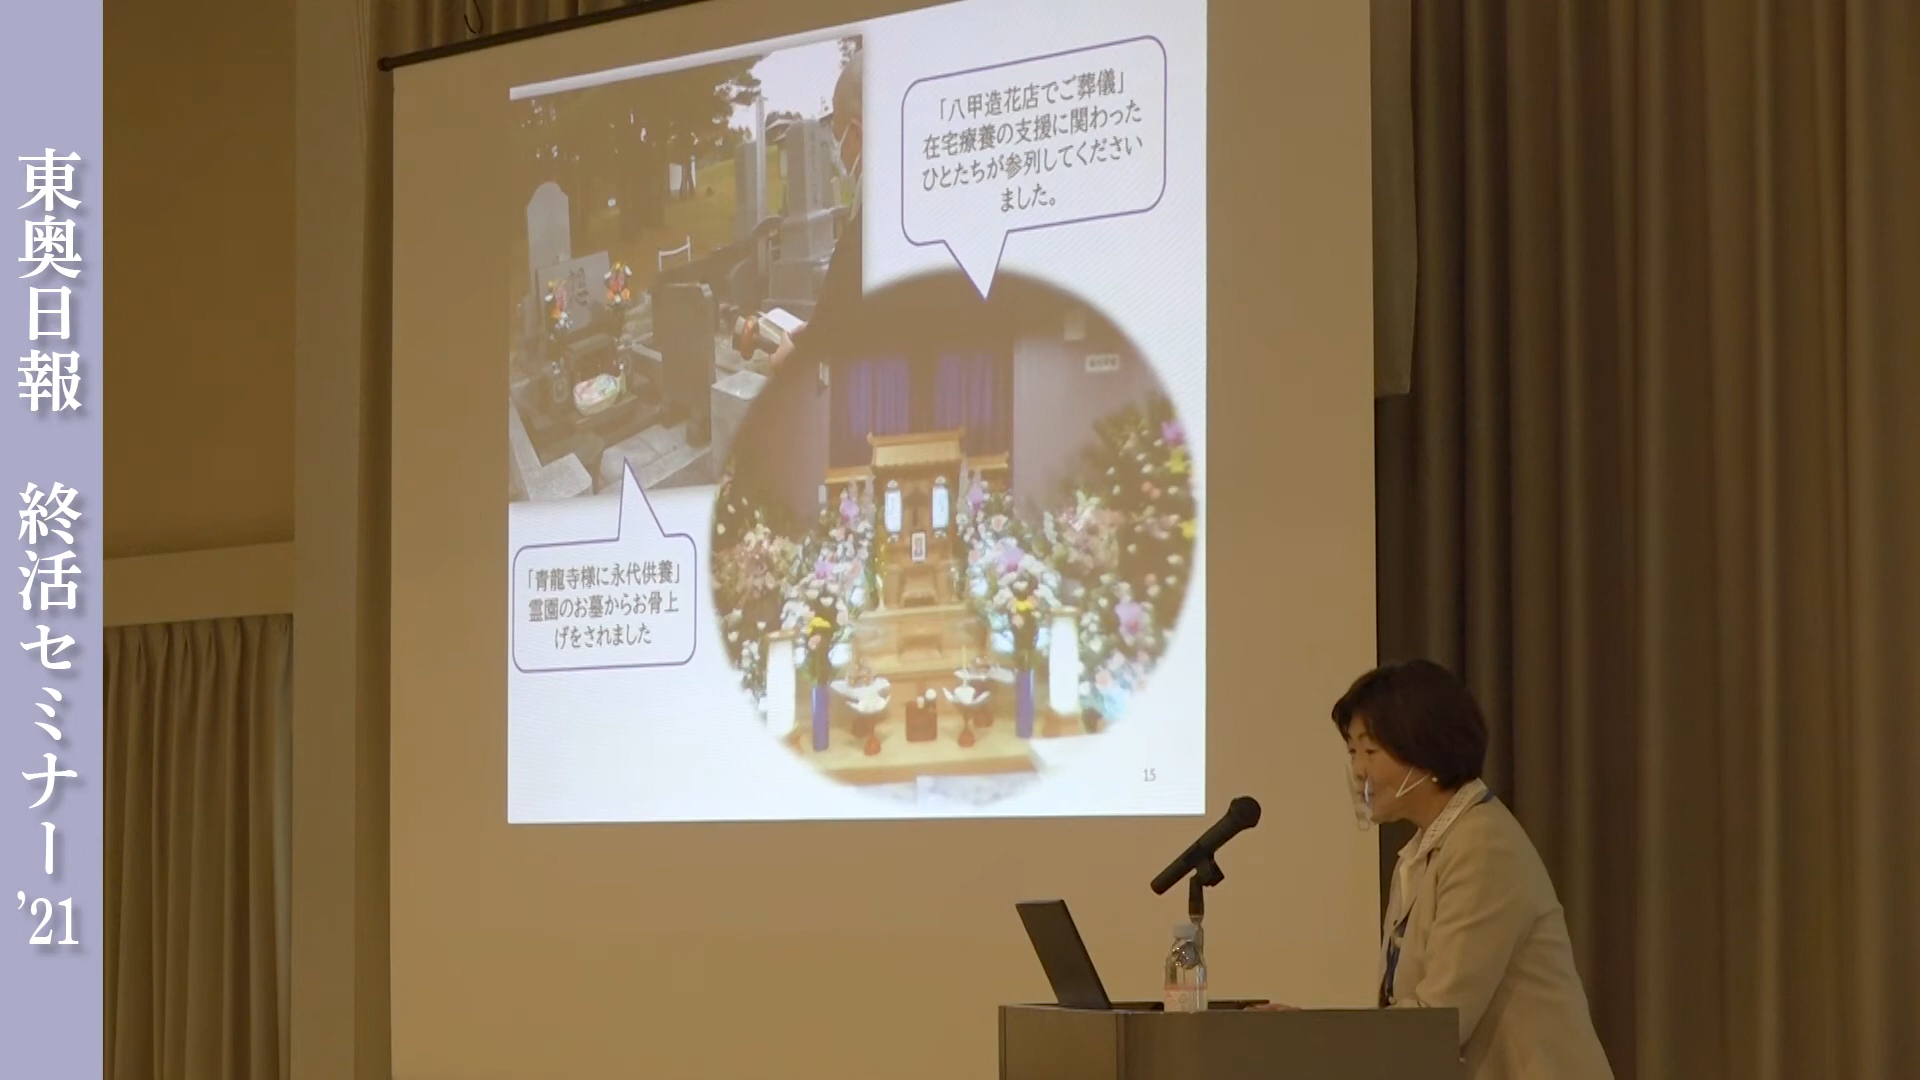 東奥日報 終活セミナー ’21
「八甲造花店でご葬儀」
在宅療養の支援に関わった
ひとたちが参列してください
ました。
「青龍寺様に永代供養」
霊園のお墓からお骨上
げをされました
15